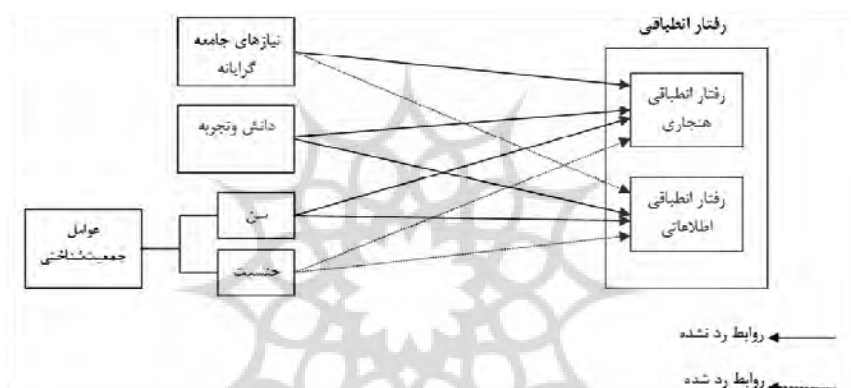 رفتار انطباقی
نیازهای جامعه
گرایانه
رفتار انطباقی
هنجاری
دانش وتجربه
رفتار انطباقی
اطلاعاتی
سن
عوامل
جمعیت‌شناختی
جنسیت
روابط رد نشده
روابط رد شده